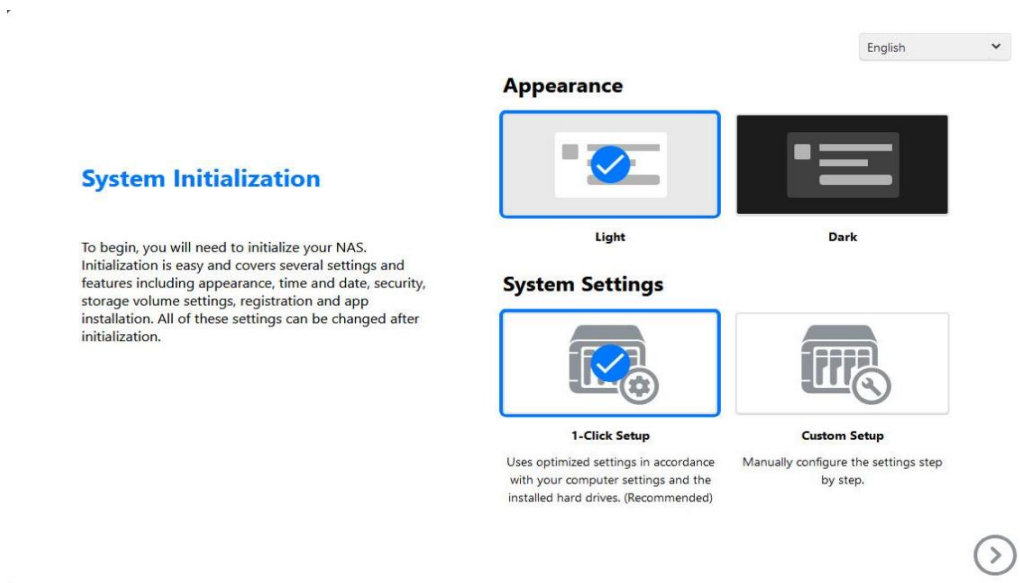 English
System Initialization
To begin, you will need to initialize your NAS.
Initialization is easy and covers several settings and
features including appearance, time and date, security,
storage volume settings, registration and app
installation. All of these settings can be changed after
initialization.
Appearance
Light
Dark
System Settings
1-Click Setup
Uses optimized settings in accordance
with your computer settings and the
installed hard drives. (Recommended)
Custom Setup
Manually configure the settings step
by step.